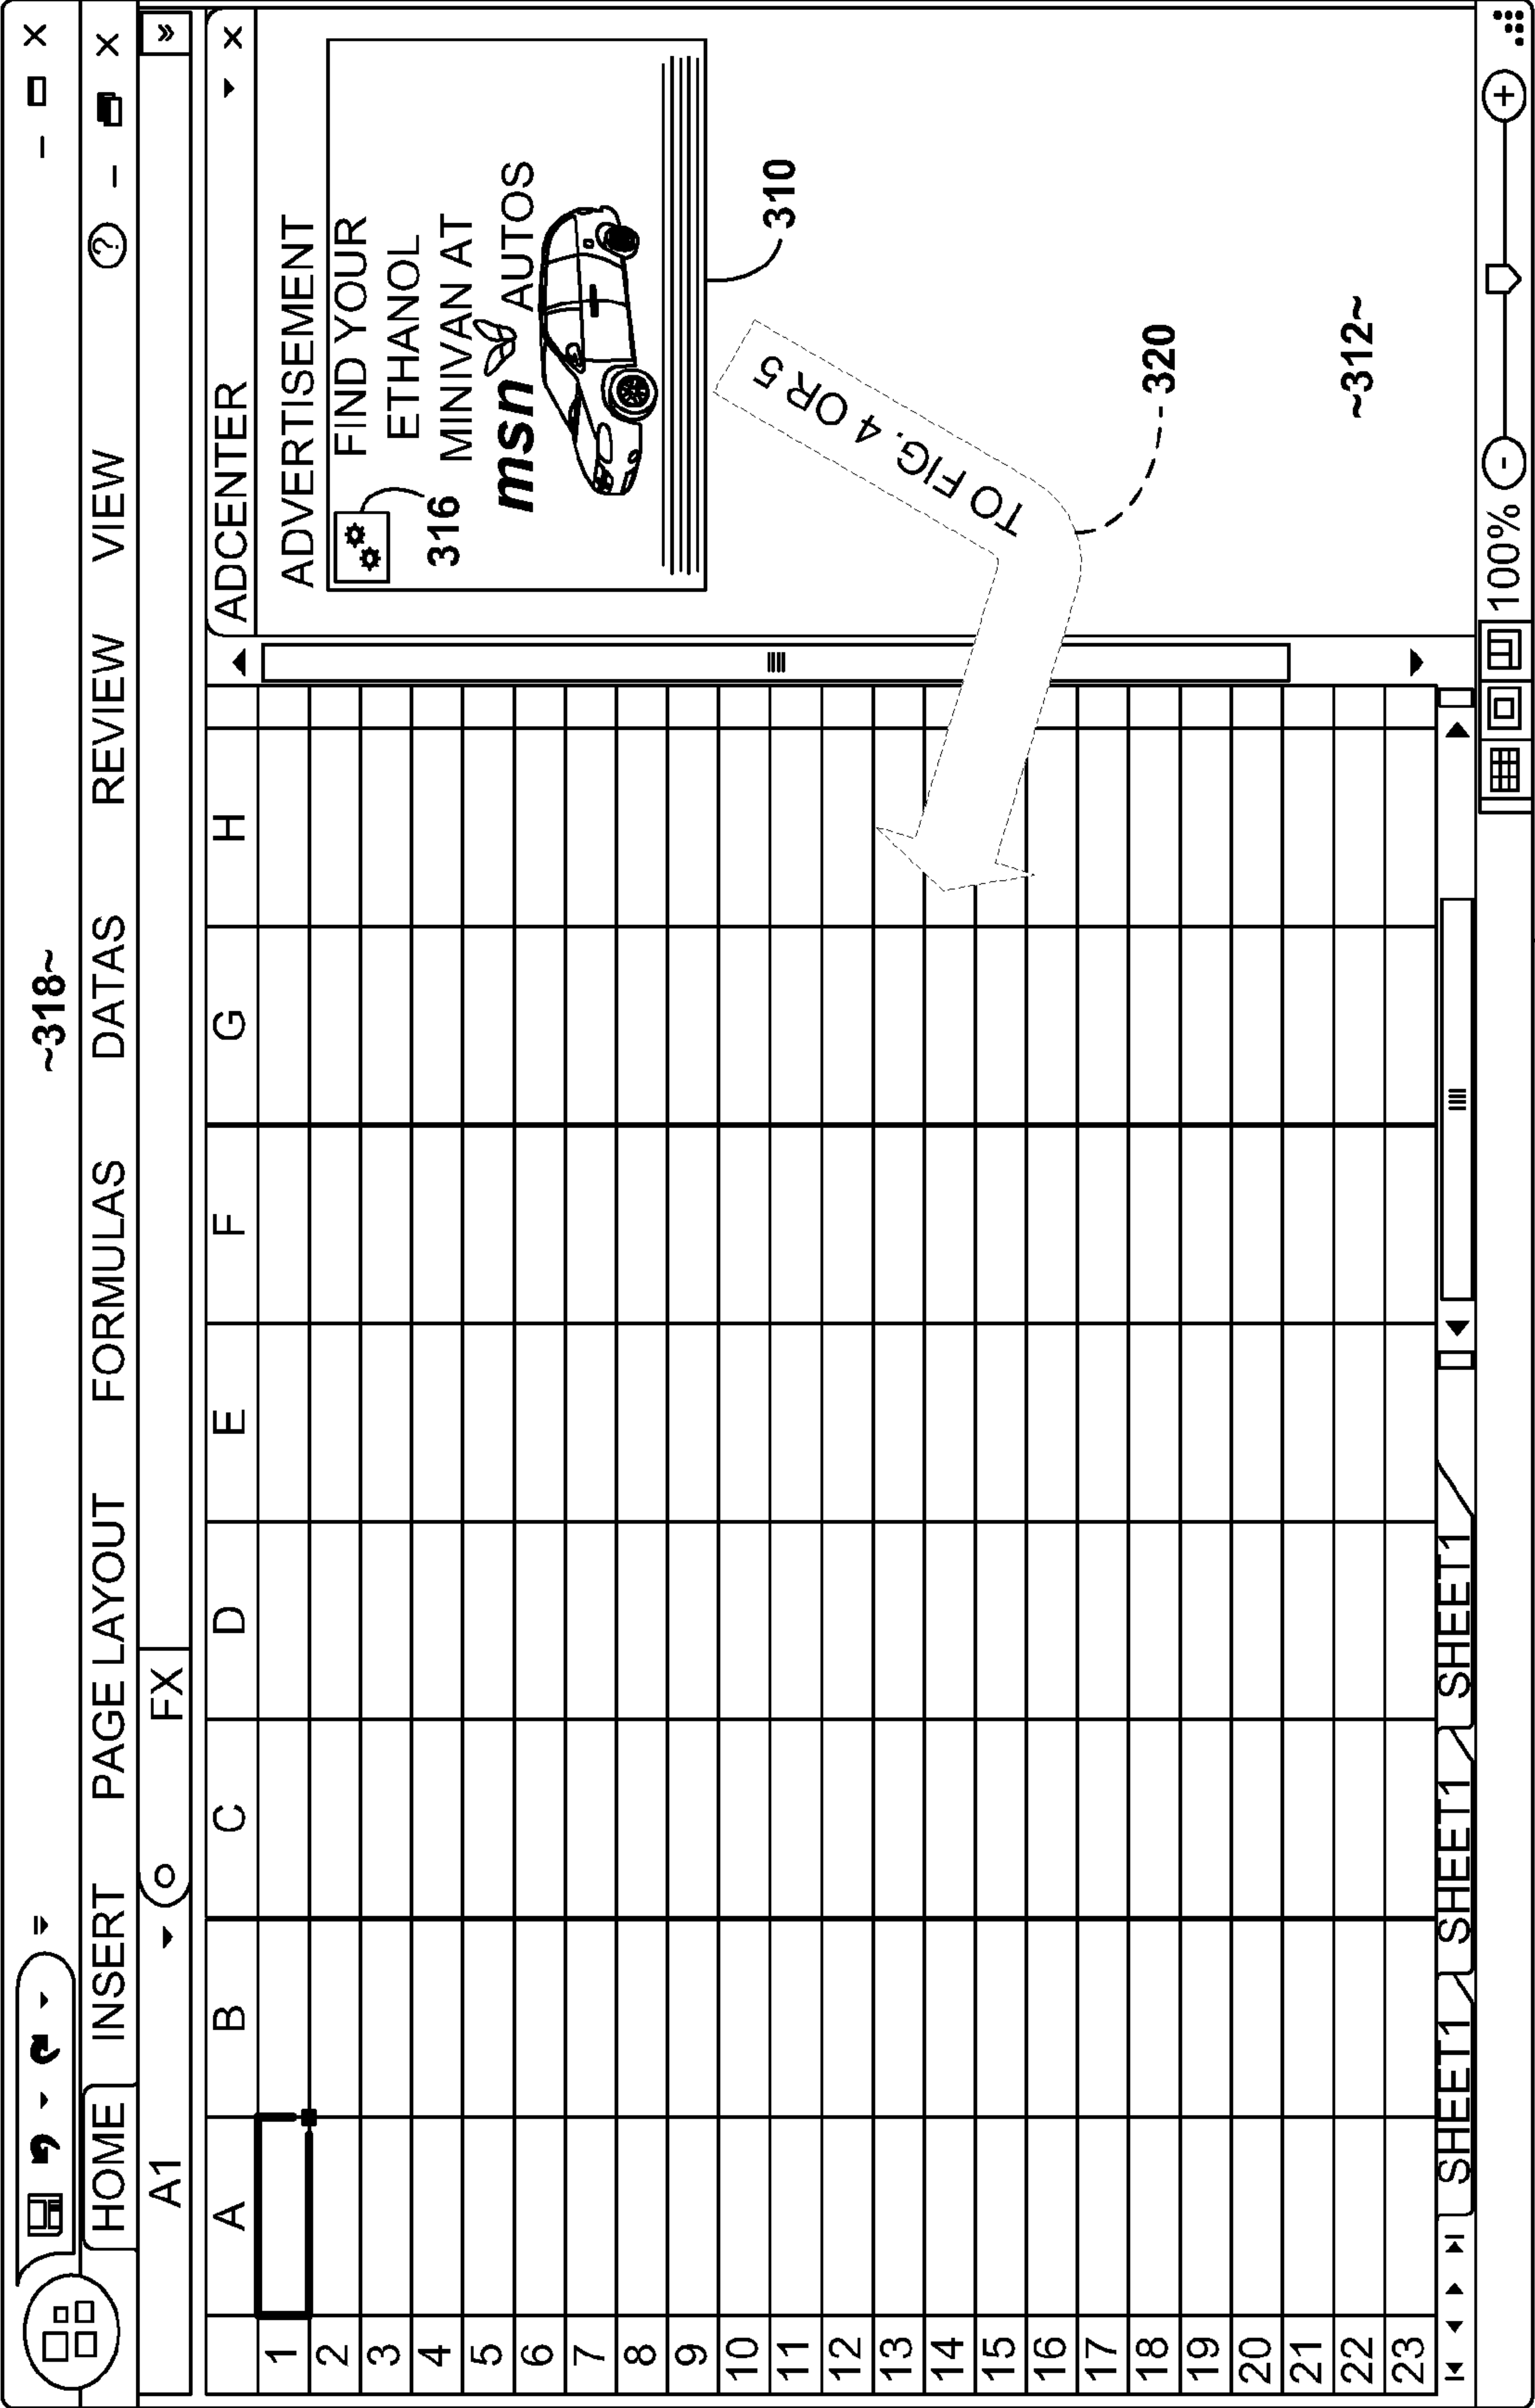 ~318~
HOME INSERT PAGE LAYOUT FORMULAS DATAS REVIEW VIEW ?
A1 FX
A B C D E F G H
1
2
3
4
5
6
7
8
9
10
11
12
13
14
15
16
17
18
19
20
21
22
23
ADCENTER
ADVERTISEMENT
FIND YOUR
ETHANOL
MINIVAN AT
msn AUTOS
316
310
TO FIG. 4 OR 5
320
~312~
SHEET1 SHEET1 SHEET1
100% - +